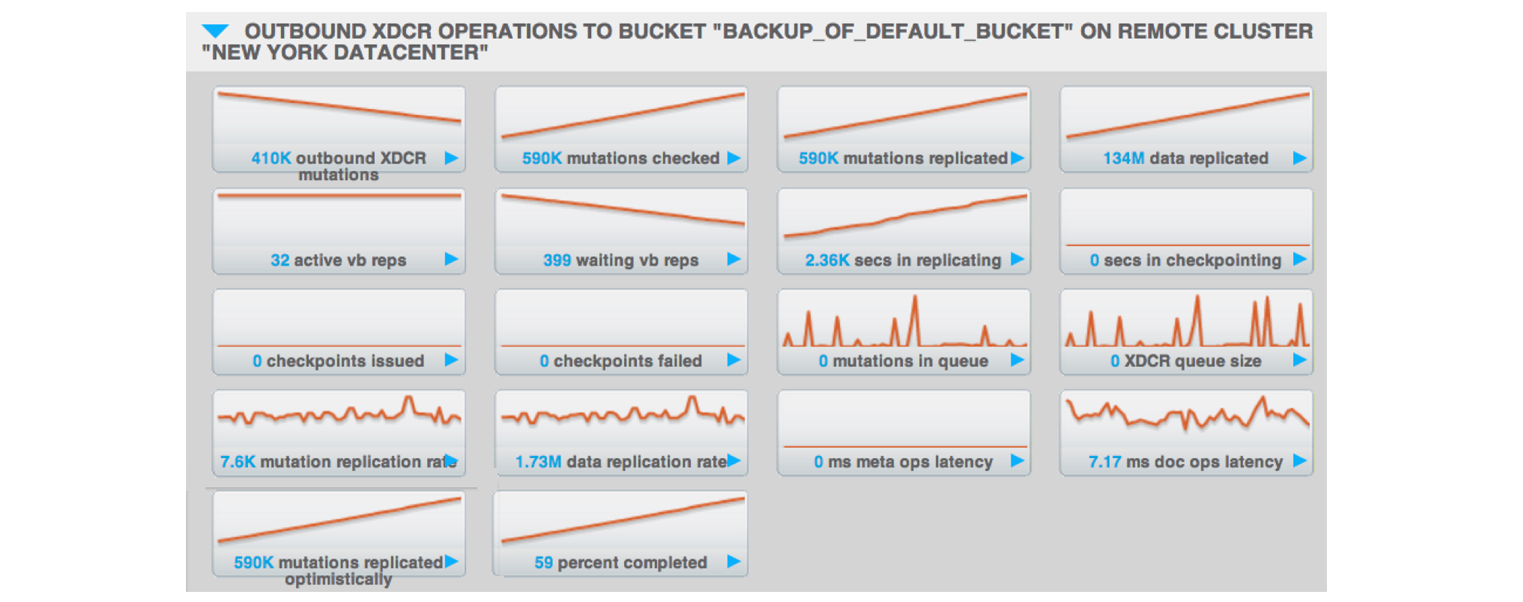 OUTBOUND XDCR OPERATIONS TO BUCKET "BACKUP_OF_DEFAULT_BUCKET" ON REMOTE CLUSTER
"NEW YORK DATACENTER"
410K outbound XDCR
mutations
590K mutations checked
590K mutations replicated
134M data replicated
32 active vb reps
399 waiting vb reps
2.36K secs in replicating
0 secs in checkpointing
0 checkpoints issued
0 checkpoints failed
0 mutations in queue
0 XDCR queue size
7.6K mutation replication rate
1.73M data replication rate
0 ms meta ops latency
7.17 ms doc ops latency
590K mutations replicated
optimistically
59 percent completed